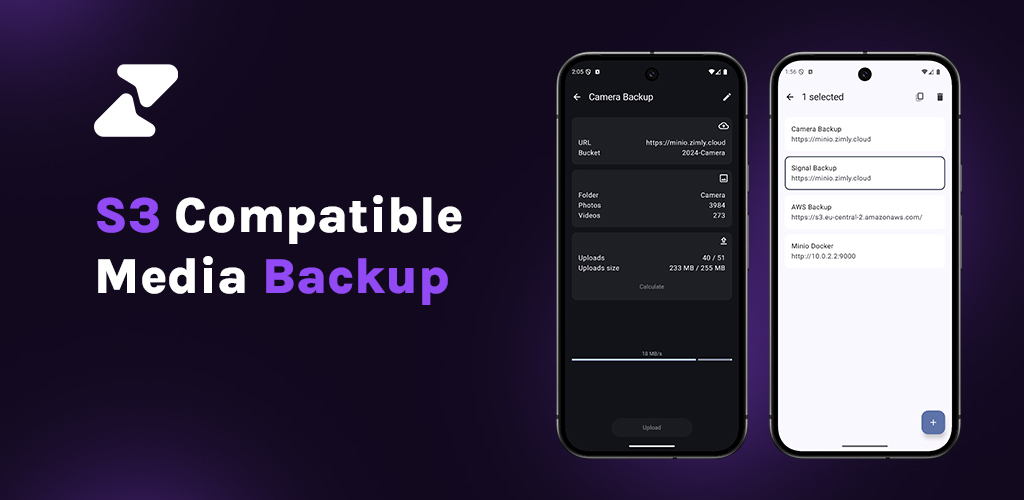 S3 Compatible
Media Backup
2:05
Camera Backup
URL https://minio.zimly.cloud
Bucket 2024-Camera
Folder Camera
Photos 3984
Videos 273
Uploads 40 / 51
Uploads size 233 MB / 255 MB
Calculate
18 MB/s
Upload
1:56
1 selected
Camera Backup
https://minio.zimly.cloud
Signal Backup
https://minio.zimly.cloud
AWS Backup
https://s3.eu-central-2.amazonaws.com/
Minio Docker
http://10.0.2.2:9000